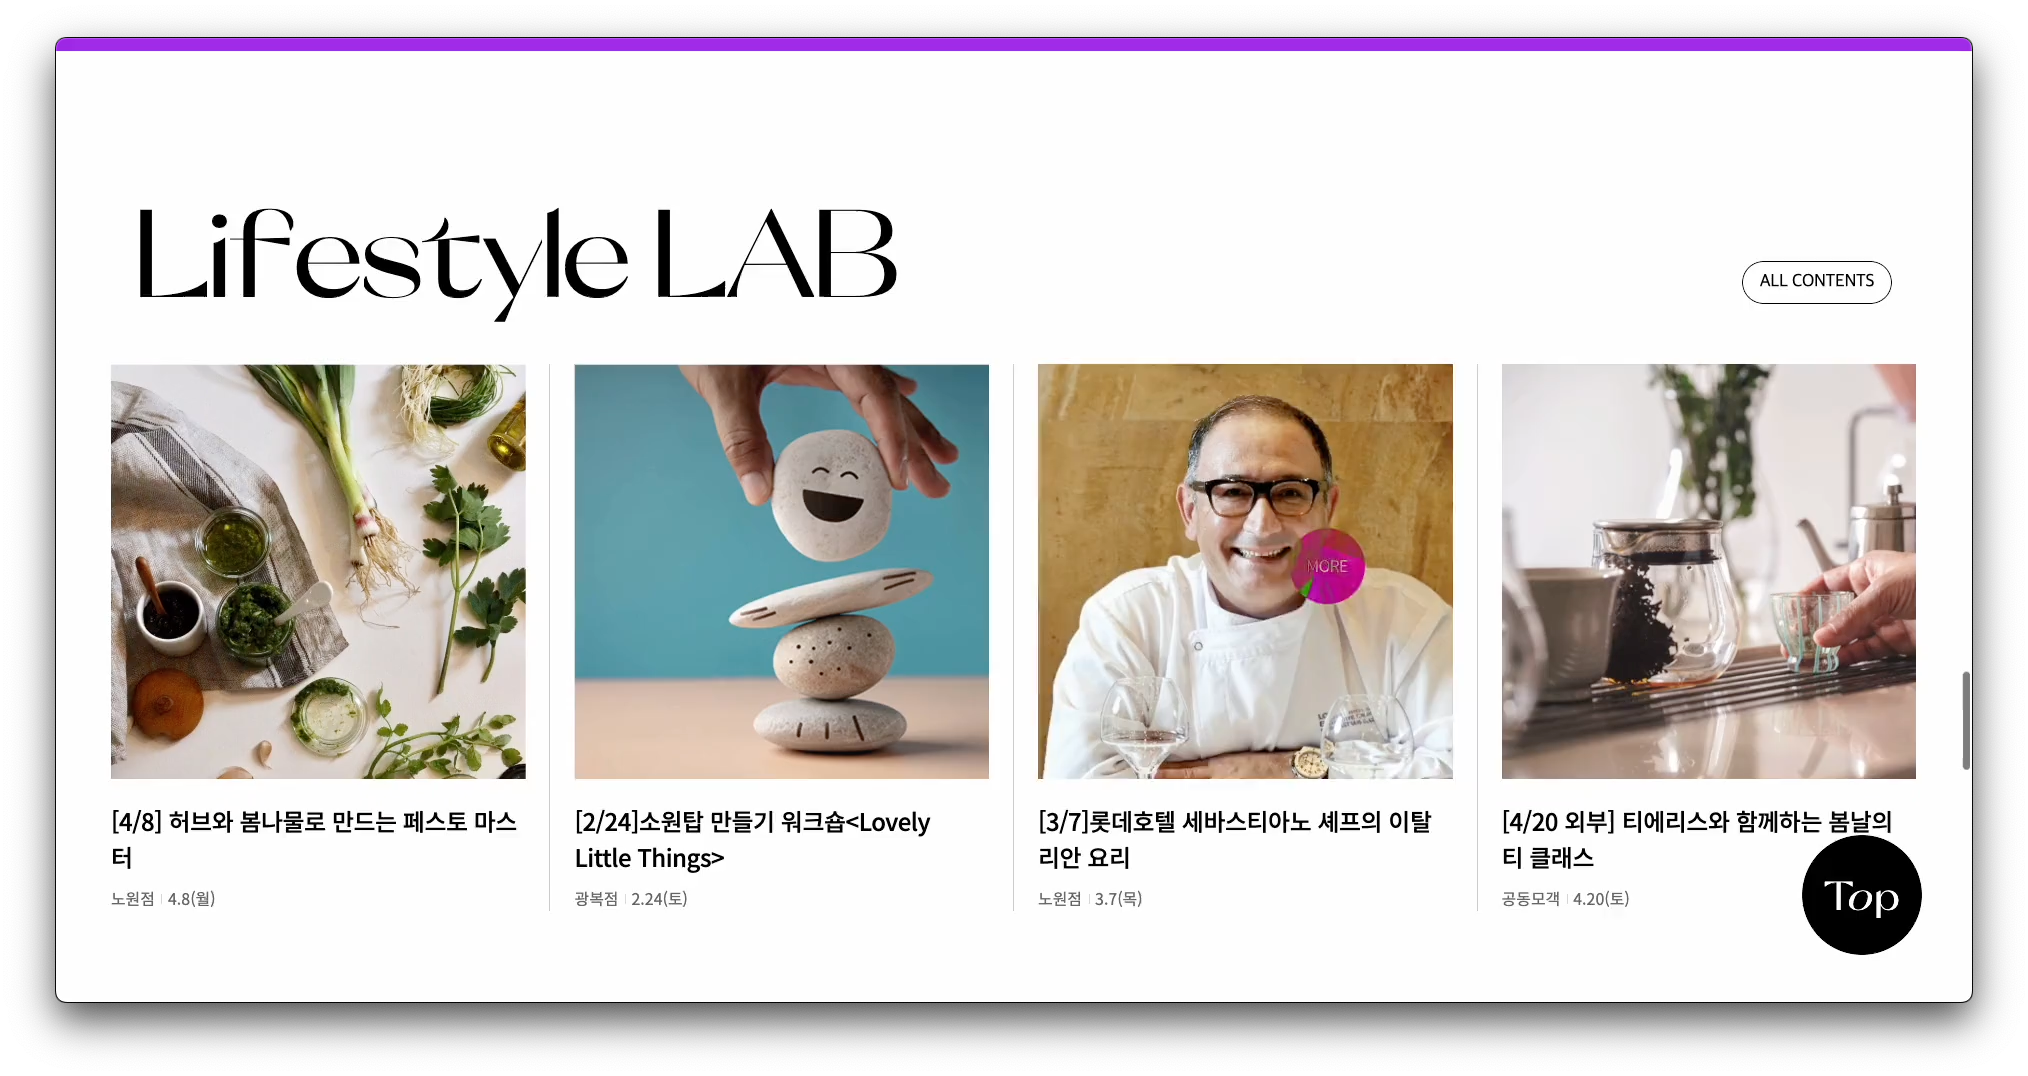 Lifestyle LAB
ALL CONTENTS
MORE
[4/8] 허브와 봄나물로 만드는 페스토 마스
터
노원점 | 4.8(월)
[2/24]소원탑 만들기 워크숍<Lovely
Little Things>
광복점 | 2.24(토)
[3/7]롯데호텔 세바스티아노 셰프의 이탈
리안 요리
노원점 | 3.7(목)
[4/20 외부] 티에리스와 함께하는 봄날의
티 클래스
공동모객 | 4.20(토)
Top